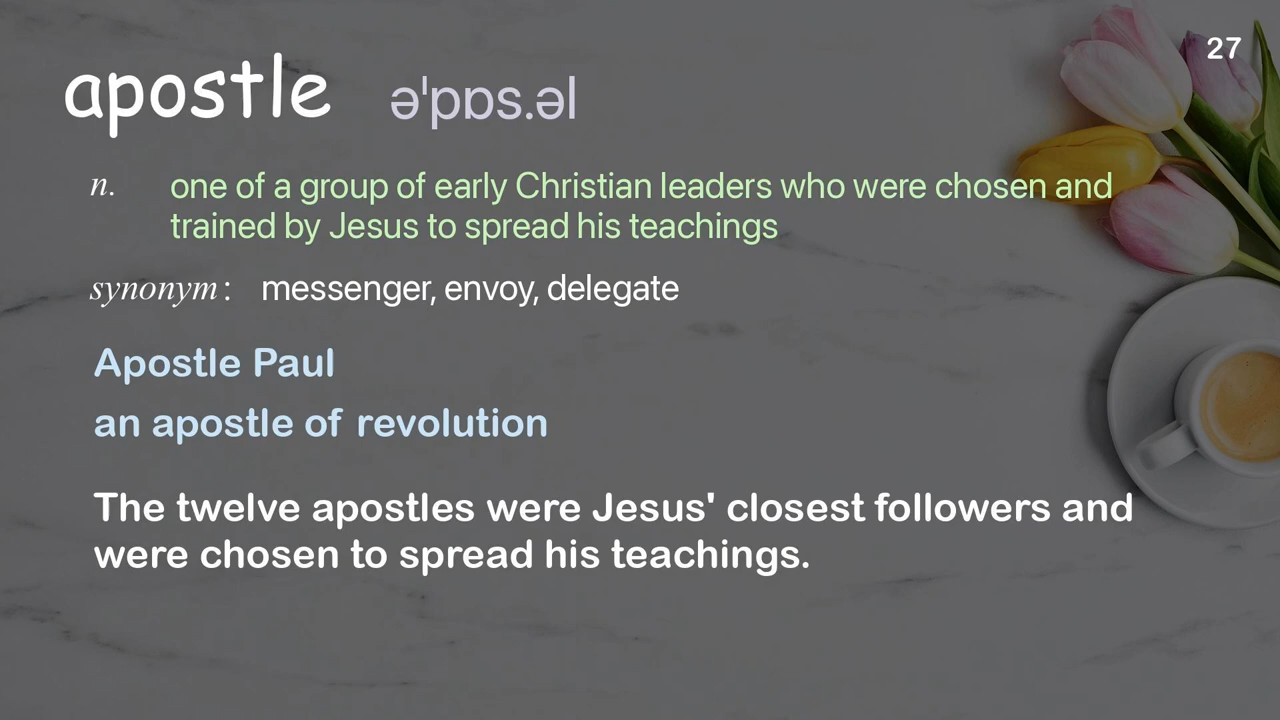 27
apostle əˈpɒs.əl
n. one of a group of early Christian leaders who were chosen and
trained by Jesus to spread his teachings
synonym: messenger, envoy, delegate
Apostle Paul
an apostle of revolution
The twelve apostles were Jesus' closest followers and
were chosen to spread his teachings.